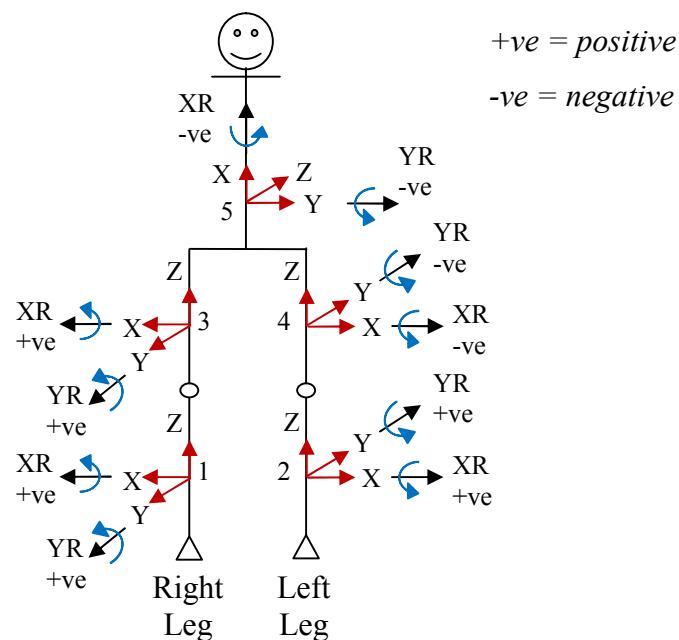 +ve = positive
-ve = negative
XR
-ve
X
Z
Y
5
YR
-ve
Z
3
X
Y
XR
+ve
YR
+ve
Z
4
Y
X
YR
-ve
XR
-ve
Z
1
X
Y
XR
+ve
YR
+ve
Z
2
Y
X
YR
+ve
XR
+ve
Right
Leg
Left
Leg